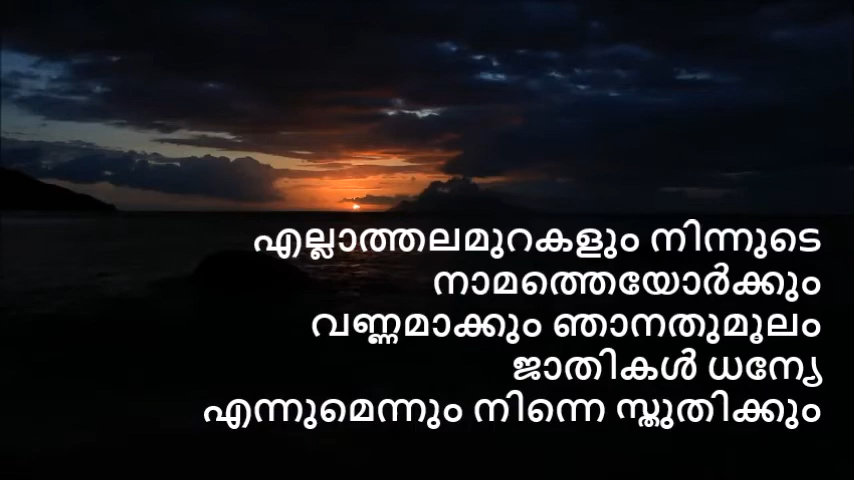 എല്ലാത്തലമുറകളും നിന്നുടെ
നാമത്തെയോർക്കും
വണ്ണമാക്കും ഞാനതുമൂലം
ജാതികൾ ധന്യേ
എന്നുമെന്നും നിന്നെ സ്തുതിക്കും